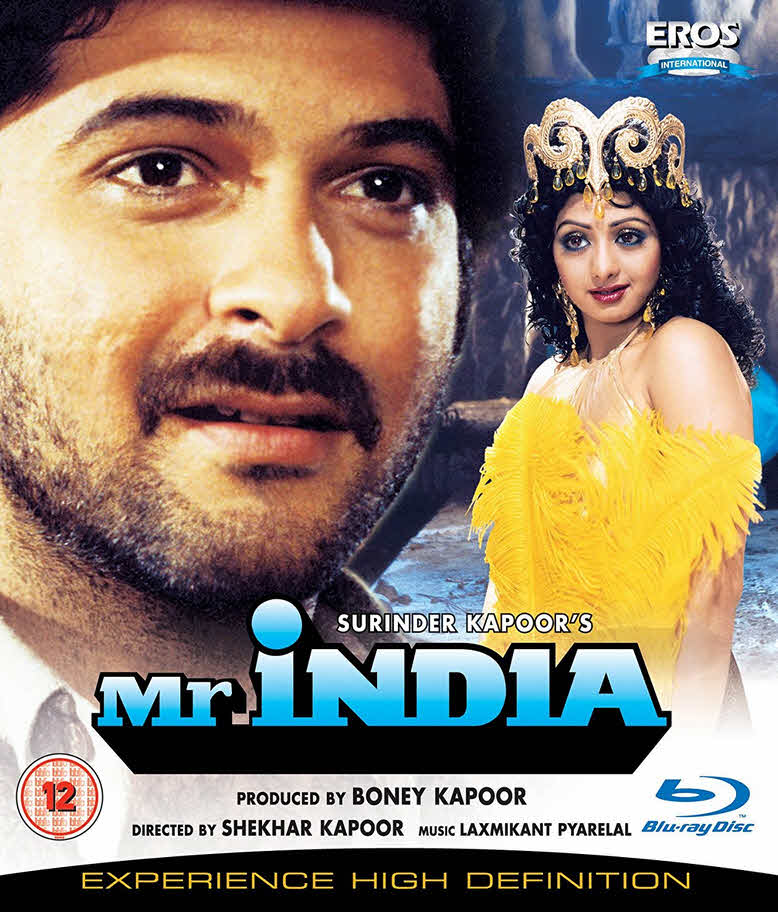 EROS
INTERNATIONAL
SURINDER KAPOOR'S
Mr. INDIA
12
PRODUCED BY BONEY KAPOOR
DIRECTED BY SHEKHAR KAPOOR MUSIC LAXMIKANT PYARELAL
Blu-ray Disc™
EXPERIENCE HIGH DEFINITION